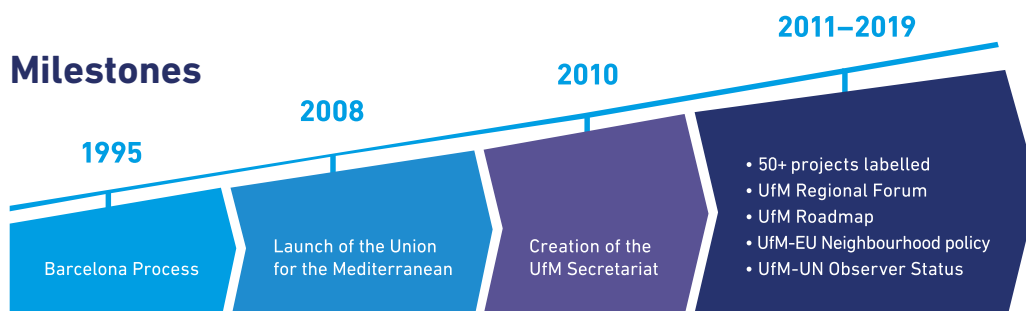 Milestones
1995
Barcelona Process
2008
Launch of the Union
for the Mediterranean
2010
Creation of the
UfM Secretariat
2011–2019
• 50+ projects labelled
• UfM Regional Forum
• UfM Roadmap
• UfM-EU Neighbourhood policy
• UfM-UN Observer Status